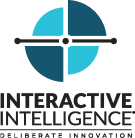 INTERACTIVE
INTELLIGENCE
DELIBERATE INNOVATION